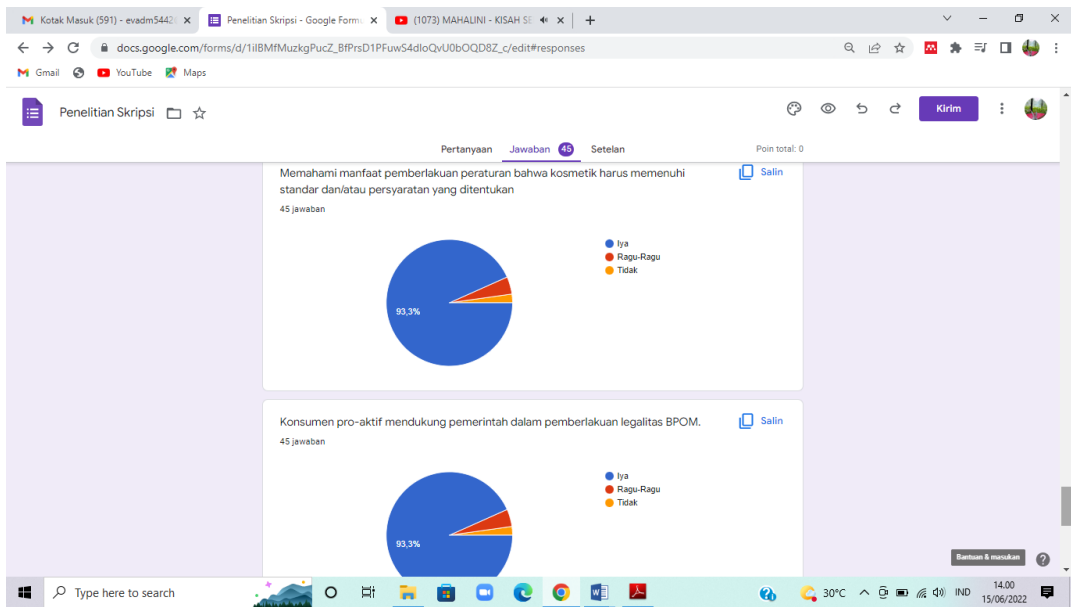 Kotak Masuk (591) - evadm5442
Penelitian Skripsi - Google Form
(1073) MAHALINI - KISAH SE
docs.google.com/forms/d/1iIBMfMuzkgPucZ_BfPrsD1PFuwS4dIoQvU0bOQD8Z_c/edit#responses
Gmail
YouTube
Maps
Penelitian Skripsi
Kirim
Pertanyaan
Jawaban 45
Setelan
Poin total: 0
Memahami manfaat pemberlakuan peraturan bahwa kosmetik harus memenuhi
standar dan/atau persyaratan yang ditentukan
Salin
45 jawaban
Iya
Ragu-Ragu
Tidak
93,3%
Konsumen pro-aktif mendukung pemerintah dalam pemberlakuan legalitas BPOM.
Salin
45 jawaban
Iya
Ragu-Ragu
Tidak
93,3%
Bantuan & masukan
Type here to search
30°C
IND
14.00
15/06/2022